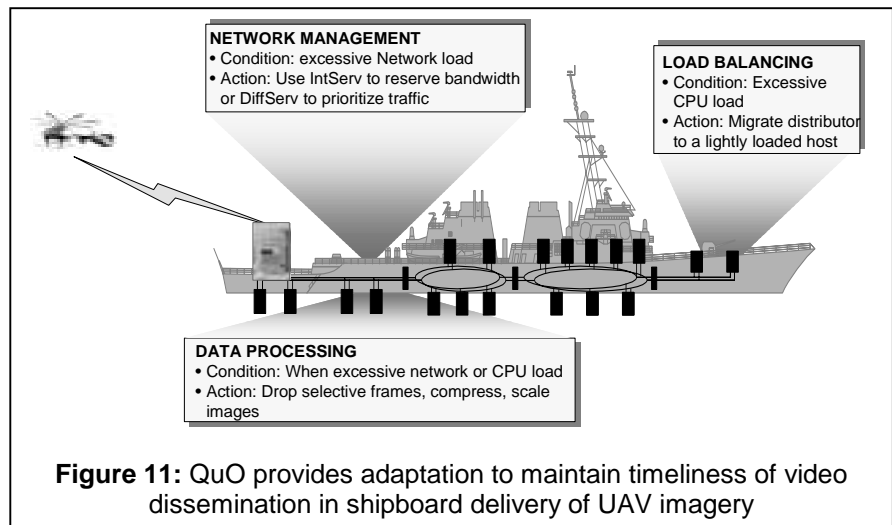 NETWORK MANAGEMENT
• Condition: excessive Network load
• Action: Use IntServ to reserve bandwidth
or DiffServ to prioritize traffic
LOAD BALANCING
• Condition: Excessive
CPU load
• Action: Migrate distributor
to a lightly loaded host
DATA PROCESSING
• Condition: When excessive network or CPU load
• Action: Drop selective frames, compress, scale
images
Figure 11: QuO provides adaptation to maintain timeliness of video
dissemination in shipboard delivery of UAV imagery